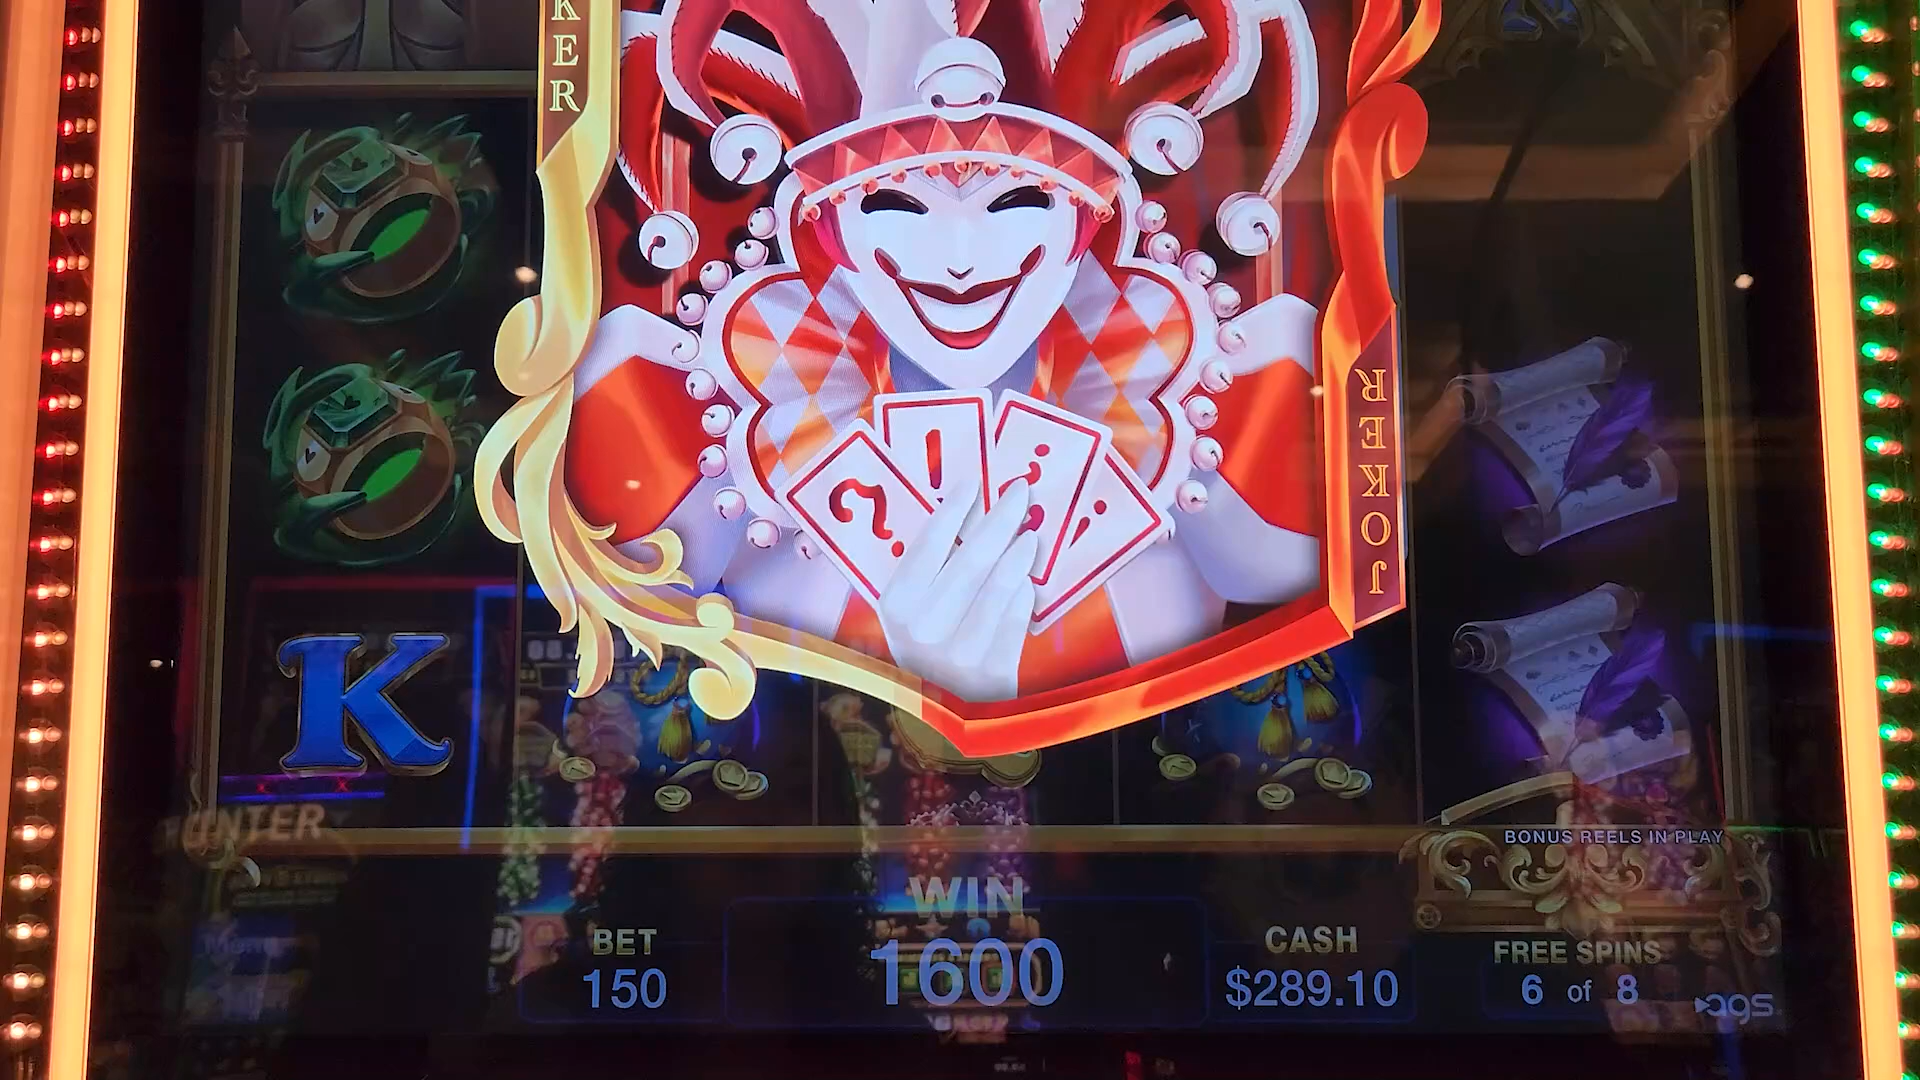 KER
JOKER
K
BONUS REELS IN PLAY
WIN
1600
BET
150
CASH
$289.10
FREE SPINS
6 of 8
ags